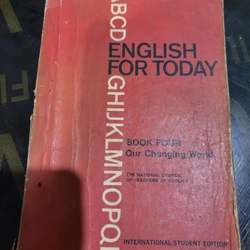 ABCD
GHIJKLMNOPQ
ENGLISH
FOR TODAY
BOOK FOUR
Our Changing World
THE NATIONAL COUNCIL
OF TEACHERS OF ENGLISH
INTERNATIONAL STUDENT EDITION